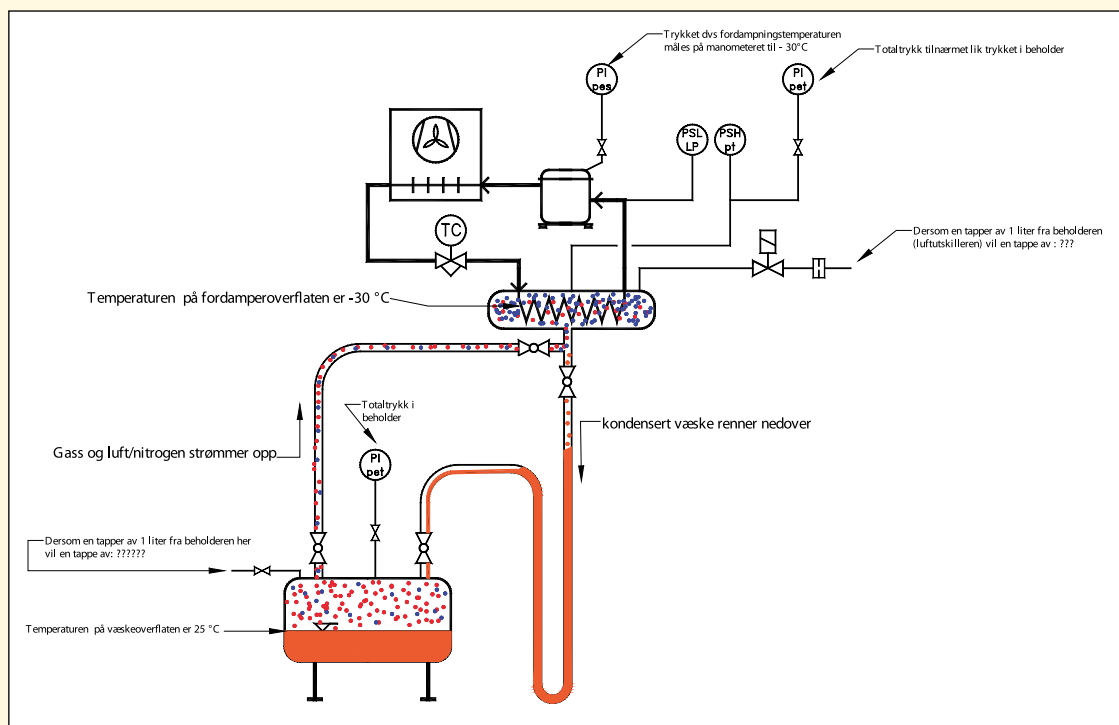 Trykket dvs fordampningstemperaturen
måles på manometeret til - 30°C
Totaltrykk tilnærmet lik trykket i beholder
PI
pes
PI
pet
PSL
LP
PSH
pt
TC
Dersom en tapper av 1 liter fra beholderen
(luftutskilleren) vil en tappe av : ???
Temperaturen på fordamperoverflaten er -30 °C
Totaltrykk i
beholder
kondensert væske renner nedover
Gass og luft/nitrogen strømmer opp
PI
pet
Dersom en tapper av 1 liter fra beholderen her
vil en tappe av: ??????
Temperaturen på væskeoverflaten er 25 °C